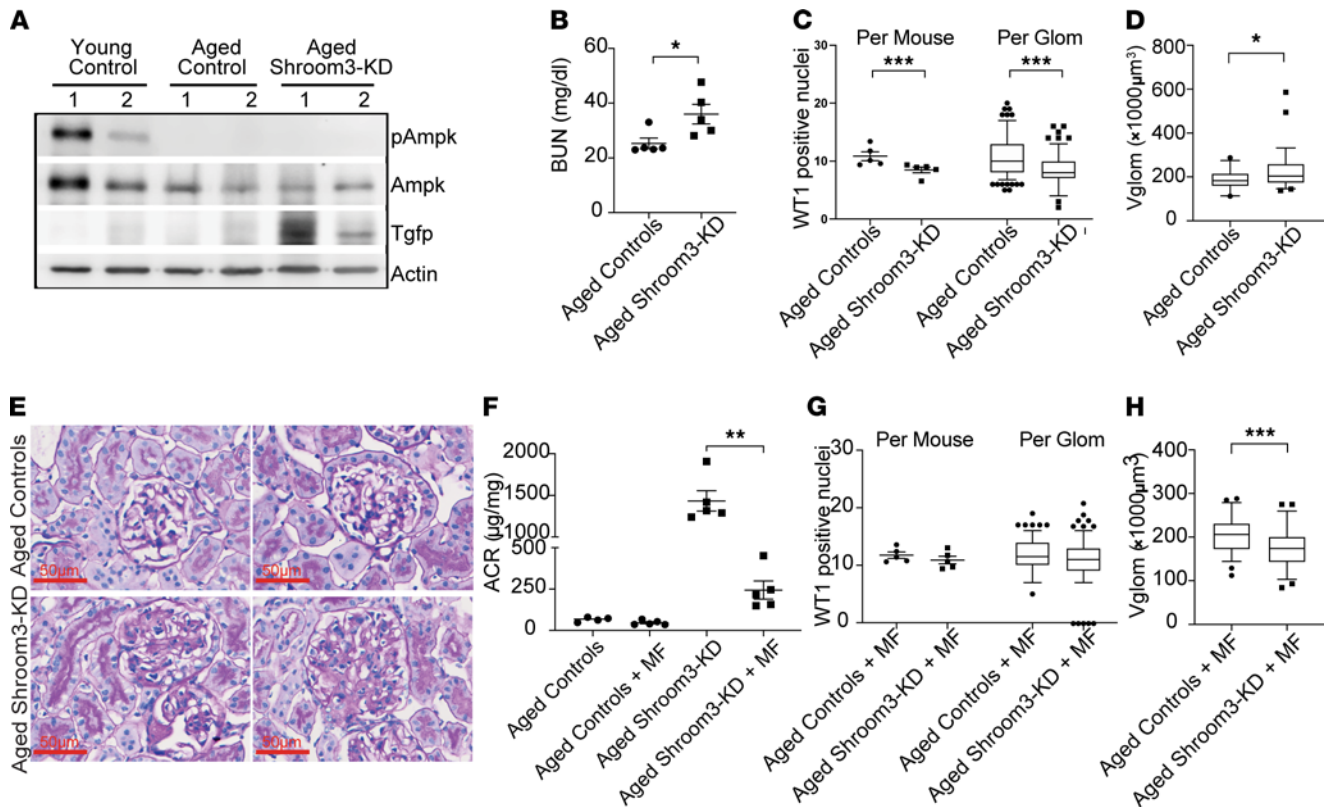 A
Young Control
Aged Control
Aged Shroom3-KD
1 2 1 2 1 2
pAmpk
Ampk
Tgfp
Actin
B
BUN (mg/dl)
60
40
20
0
*
Aged Controls
Aged Shroom3-KD
C
WT1 positive nuclei
30
20
10
0
Per Mouse
Per Glom
***
***
Aged Controls
Aged Shroom3-KD
Aged Controls
Aged Shroom3-KD
D
Vglom (×1000µm³)
800
600
400
200
0
*
Aged Controls
Aged Shroom3-KD
E
Aged Controls
Aged Shroom3-KD
50µm
50µm
50µm
50µm
F
ACR (µg/mg)
2000
1500
1000
500
250
0
**
Aged Controls
Aged Controls + MF
Aged Shroom3-KD
Aged Shroom3-KD + MF
G
WT1 positive nuclei
30
20
10
0
Per Mouse
Per Glom
Aged Controls + MF
Aged Shroom3-KD + MF
Aged Controls + MF
Aged Shroom3-KD + MF
H
Vglom (×1000µm3)
400
300
200
100
0
***
Aged Controls + MF
Aged Shroom3-KD + MF